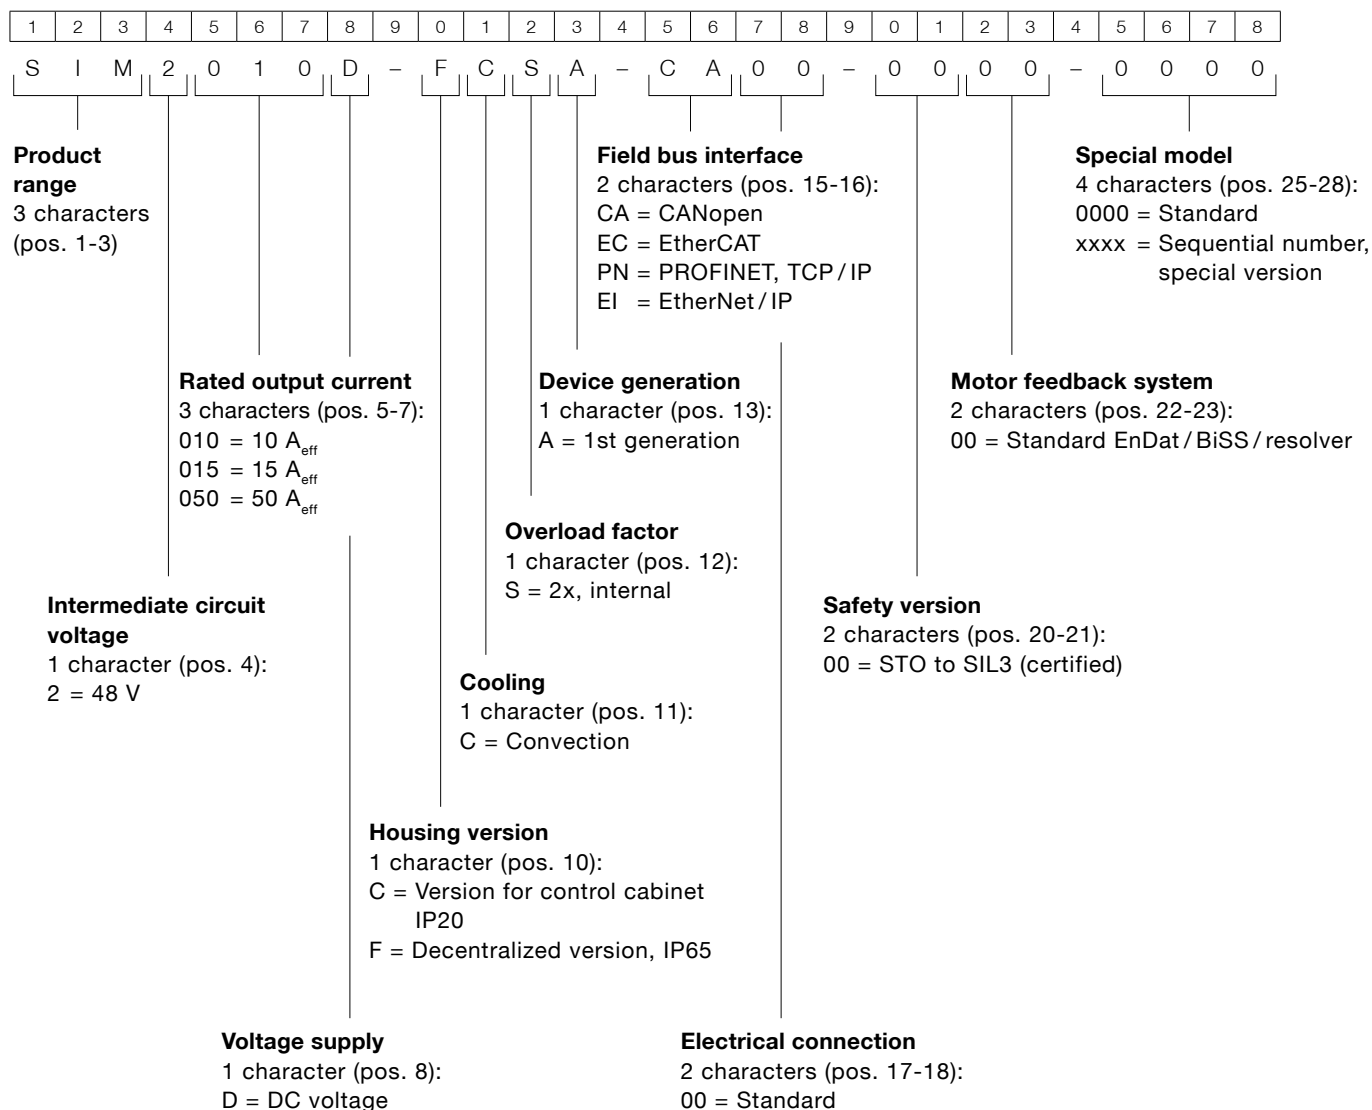 1 2 3 4 5 6 7 8 9 0 1 2 3 4 5 6 7 8 9 0 1 2 3 4 5 6 7 8
S I M 2 0 1 0 D – F C S A – C A 0 0 – 0 0 0 0 – 0 0 0 0
Product
range
3 characters
(pos. 1-3)
Field bus interface
2 characters (pos. 15-16):
CA = CANopen
EC = EtherCAT
PN = PROFINET, TCP / IP
EI = EtherNet / IP
Special model
4 characters (pos. 25-28):
0000 = Standard
xxxx = Sequential number,
special version
Rated output current
3 characters (pos. 5-7):
010 = 10 Aeff
015 = 15 Aeff
050 = 50 Aeff
Device generation
1 character (pos. 13):
A = 1st generation
Motor feedback system
2 characters (pos. 22-23):
00 = Standard EnDat / BiSS / resolver
Overload factor
1 character (pos. 12):
S = 2x, internal
Intermediate circuit
voltage
1 character (pos. 4):
2 = 48 V
Safety version
2 characters (pos. 20-21):
00 = STO to SIL3 (certified)
Cooling
1 character (pos. 11):
C = Convection
Housing version
1 character (pos. 10):
C = Version for control cabinet
IP20
F = Decentralized version, IP65
Voltage supply
1 character (pos. 8):
D = DC voltage
Electrical connection
2 characters (pos. 17-18):
00 = Standard